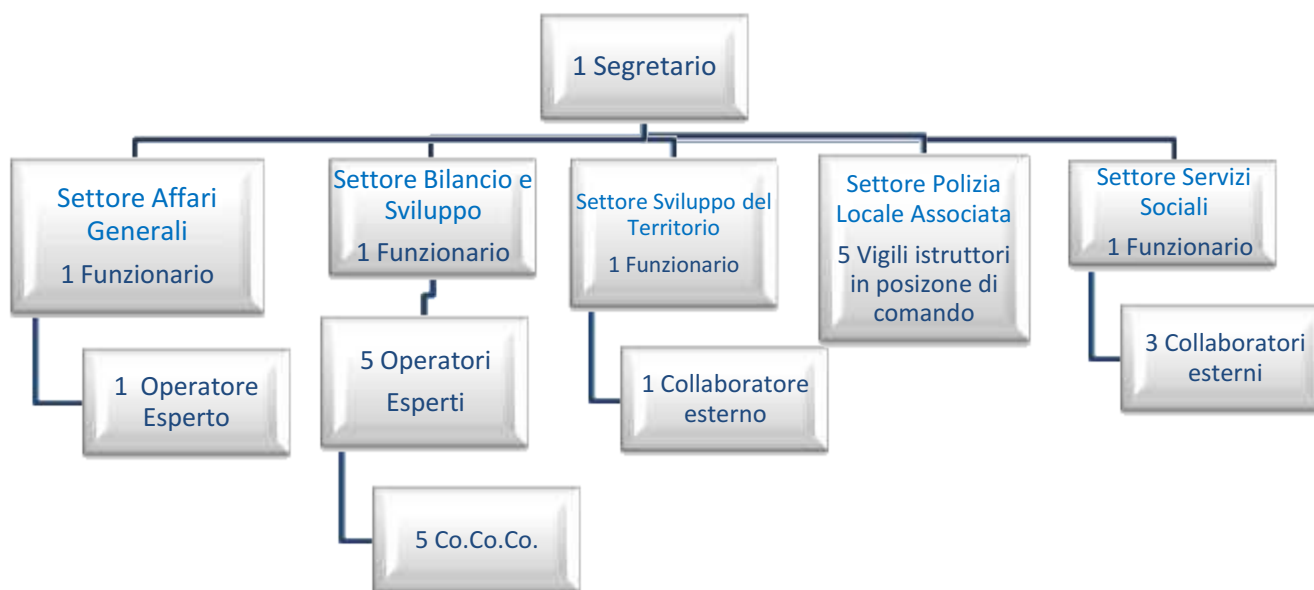 1 Segretario
Settore Affari
Generali
1 Funzionario
1 Operatore
Esperto
Settore Bilancio e
Sviluppo
1 Funzionario
5 Operatori
Esperti
5 Co.Co.Co.
Settore Sviluppo del
Territorio
1 Funzionario
1 Collaboratore
esterno
Settore Polizia
Locale Associata
5 Vigili istruttori
in posizone di
comando
Settore Servizi
Sociali
1 Funzionario
3 Collaboratori
esterni